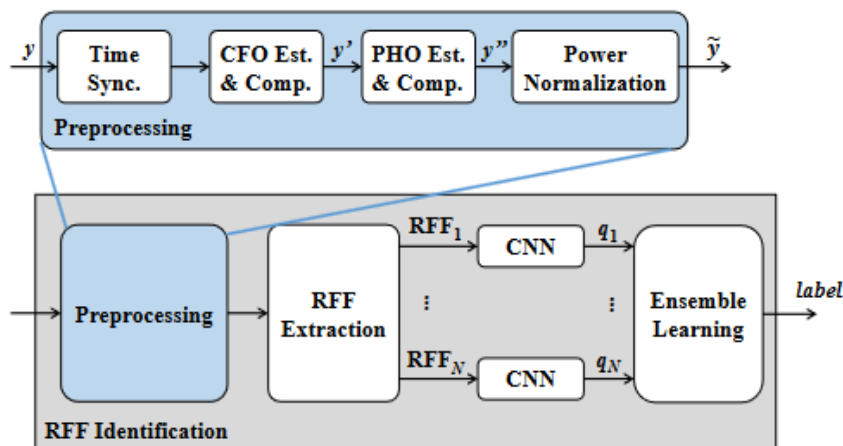 y
Time
Sync.
CFO Est.
& Comp.
y'
PHO Est.
& Comp.
y''
Power
Normalization
ỹ
Preprocessing
Preprocessing
RFF
Extraction
RFF₁
CNN
q₁
⋮
⋮
RFF_N
CNN
q_N
Ensemble
Learning
label
RFF Identification